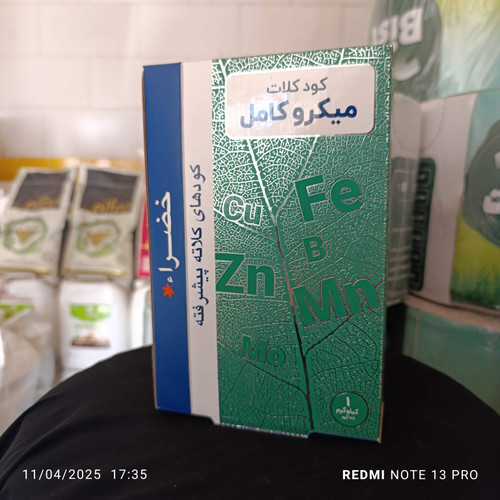 کود کلات
میکرو کامل
خضراء
کودهای کلاته پیشرفته
Cu
Fe
B
Zn
Mn
Mo
۱
کیلوگرم
11/04/2025 17:35
REDMI NOTE 13 PRO